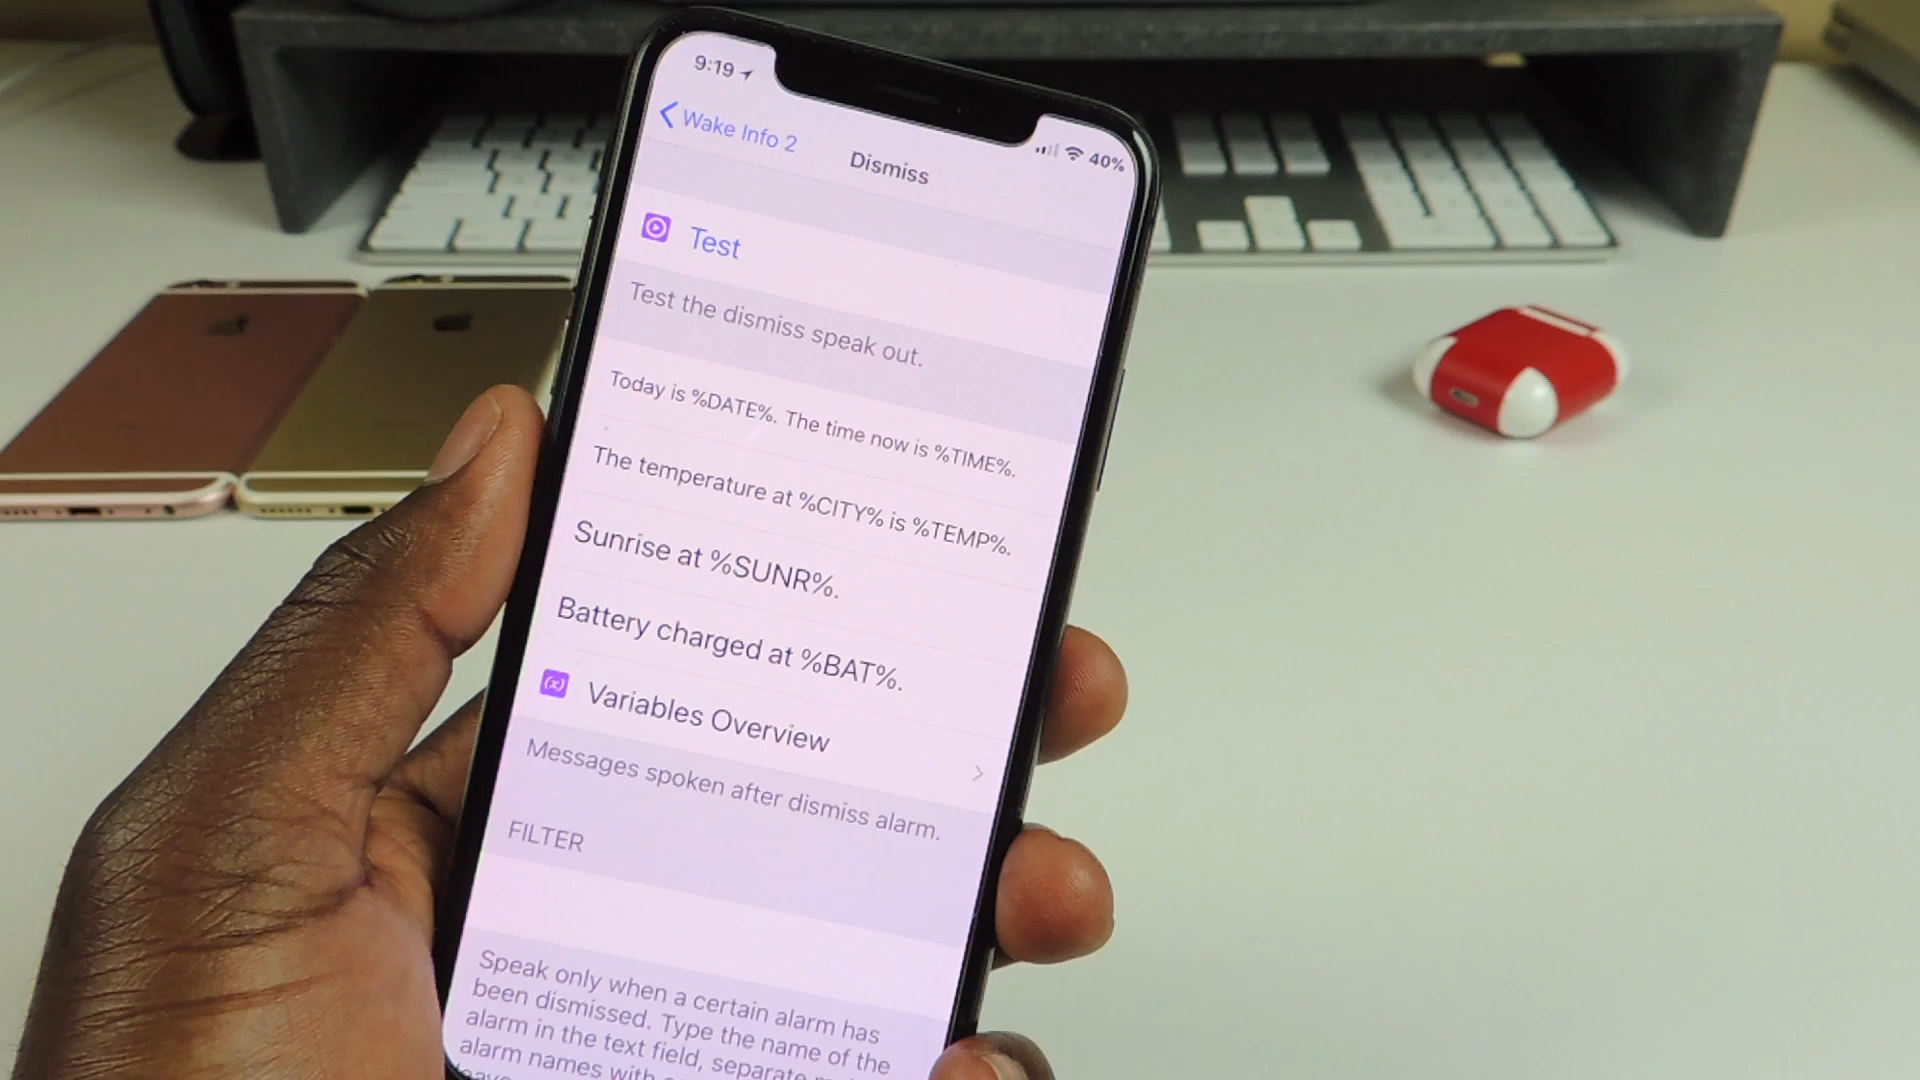 9:19
40%
Wake Info 2
Dismiss
Test
Test the dismiss speak out.
Today is %DATE%. The time now is %TIME%.
The temperature at %CITY% is %TEMP%.
Sunrise at %SUNR%.
Battery charged at %BAT%.
(x) Variables Overview
Messages spoken after dismiss alarm.
FILTER
Speak only when a certain alarm has
been dismissed. Type the name of the
alarm in the text field, separate
alarm names with